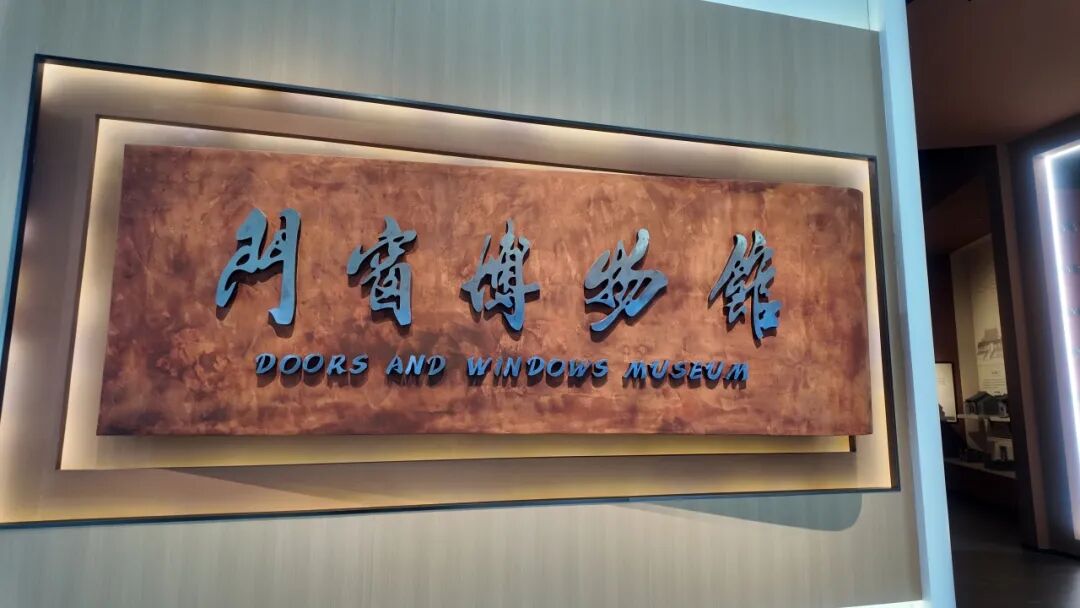 門窗博物館
DOORS AND WINDOWS MUSEUM